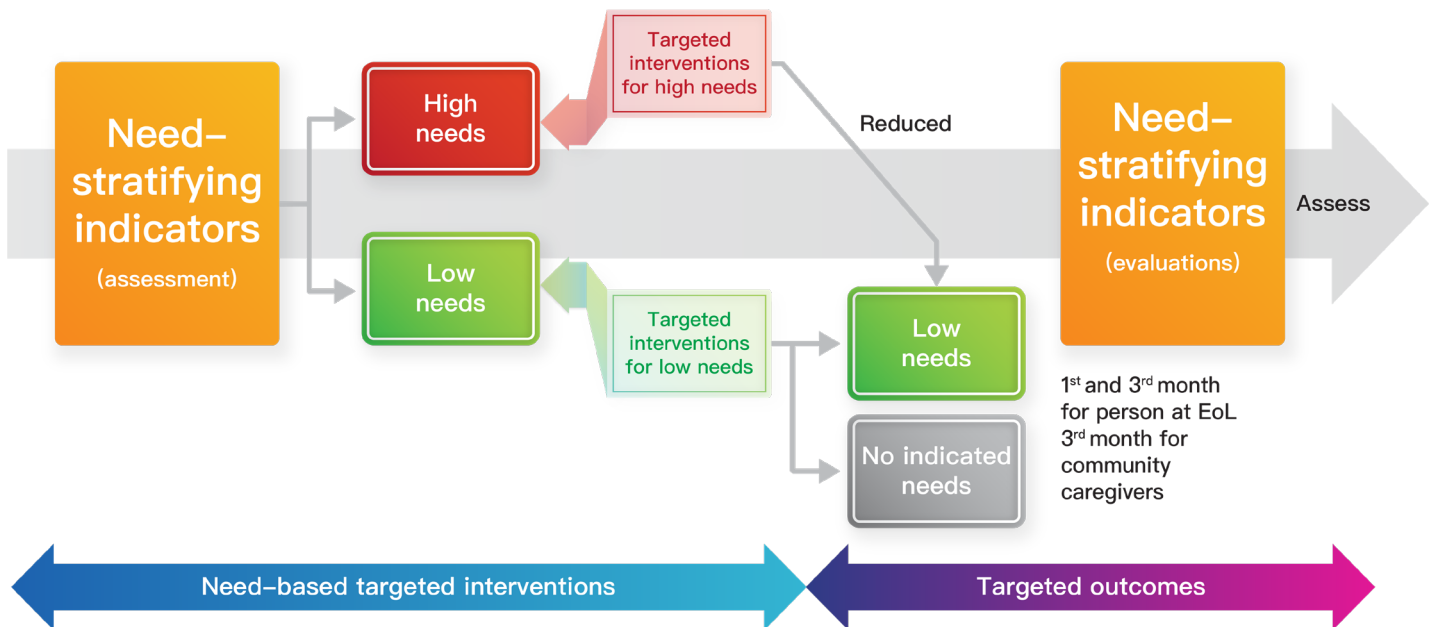 Need–
stratifying
indicators
(assessment)
High
needs
Low
needs
Targeted
interventions
for high needs
Targeted
interventions
for low needs
Reduced
Low
needs
No indicated
needs
Need–
stratifying
indicators
(evaluations)
Assess
1st and 3rd month
for person at EoL
3rd month for
community
caregivers
Need–based targeted interventions
Targeted outcomes